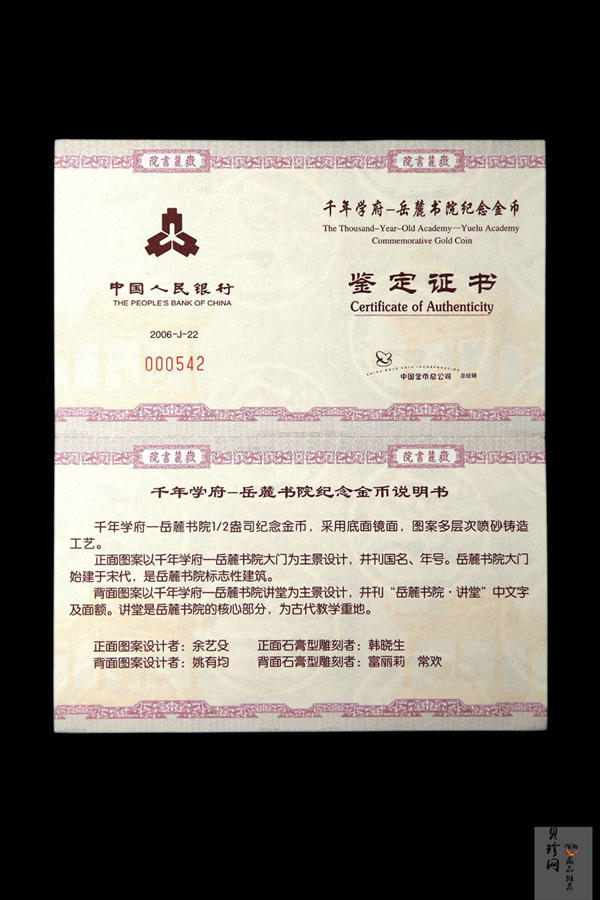 院書麓嶽
院書麓嶽
千年学府—岳麓书院纪念金币
The Thousand-Year-Old Academy—Yuelu Academy
Commemorative Gold Coin
中国人民银行
THE PEOPLE'S BANK OF CHINA
鉴定证书
Certificate of Authenticity
2006-J-22
000542
CHINA GOLD COIN INCORPORATION
中国金币总公司 总经销
院書麓嶽
院書麓嶽
千年学府—岳麓书院纪念金币说明书
千年学府—岳麓书院1/2盎司纪念金币，采用底面镜面，图案多层次喷砂铸造
工艺。
正面图案以千年学府—岳麓书院大门为主景设计，并刊国名、年号。岳麓书院大门
始建于宋代，是岳麓书院标志性建筑。
背面图案以千年学府—岳麓书院讲堂为主景设计，并刊“岳麓书院·讲堂”中文字
及面额。讲堂是岳麓书院的核心部分，为古代教学重地。
正面图案设计者：余艺殳 正面石膏型雕刻者：韩晓生
背面图案设计者：姚有均 背面石膏型雕刻者：富丽莉 常欢
贝珍网
藏品推荐